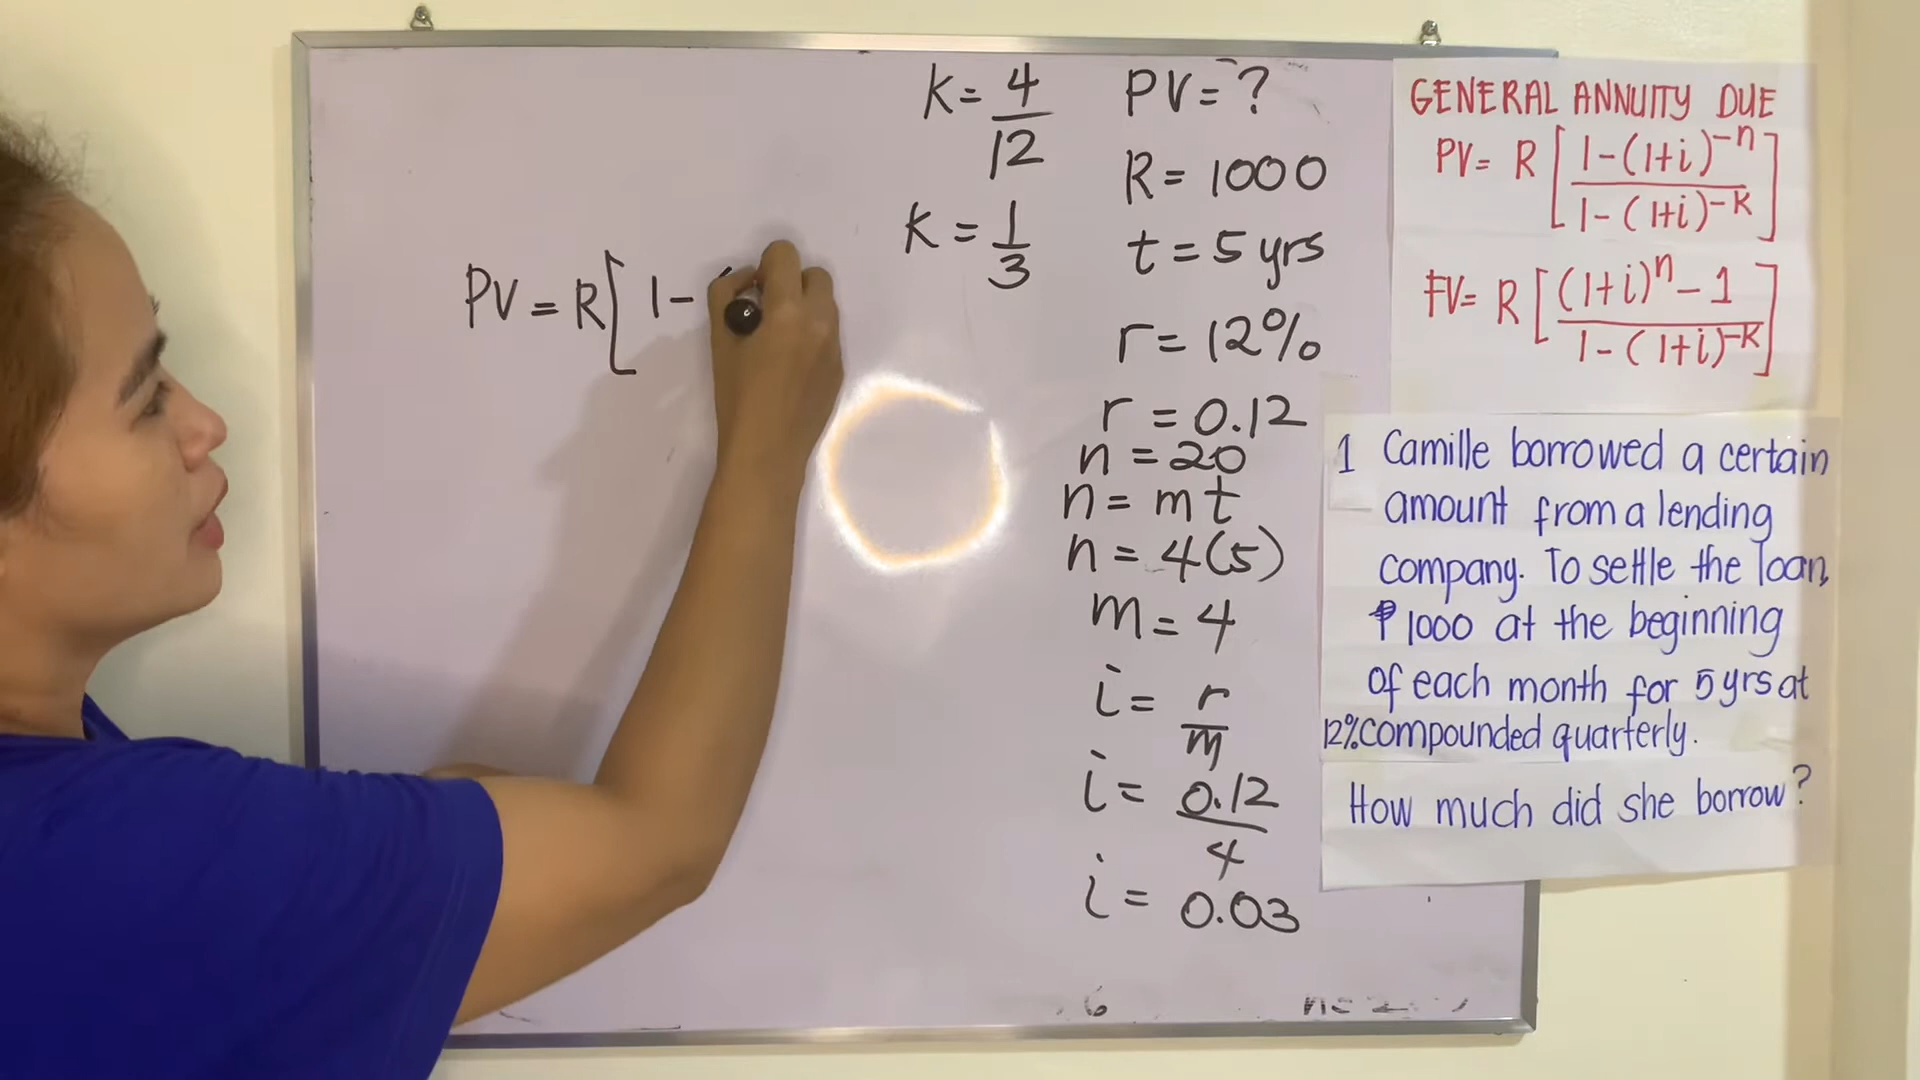 PV = R[ 1 - (
K = 4/12
K = 1/3
PV = ?
R = 1000
t = 5 yrs
r = 12%
r = 0.12
n = 20
n = mt
n = 4(5)
m = 4
i = r/m
i = 0.12/4
i = 0.03
6
GENERAL ANNUITY DUE
PV= R [ 1-(1+i)^-n / 1-(1+i)^-k ]
FV= R [ (1+i)^n - 1 / 1-(1+i)^-k ]
1 Camille borrowed a certain
amount from a lending
company. To settle the loan,
₱1000 at the beginning
of each month for 5 yrs at
12% compounded quarterly.
How much did she borrow?